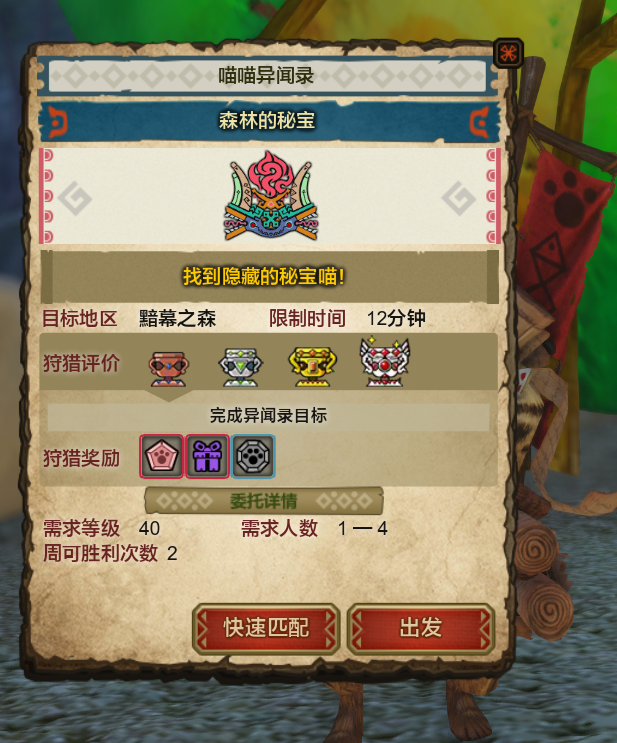 喵喵异闻录
森林的秘宝
找到隐藏的秘宝喵!
目标地区 黯幕之森 限制时间 12分钟
狩猎评价
完成异闻录目标
狩猎奖励
委托详情
需求等级 40 需求人数 1 — 4
周可胜利次数 2
快速匹配 出发